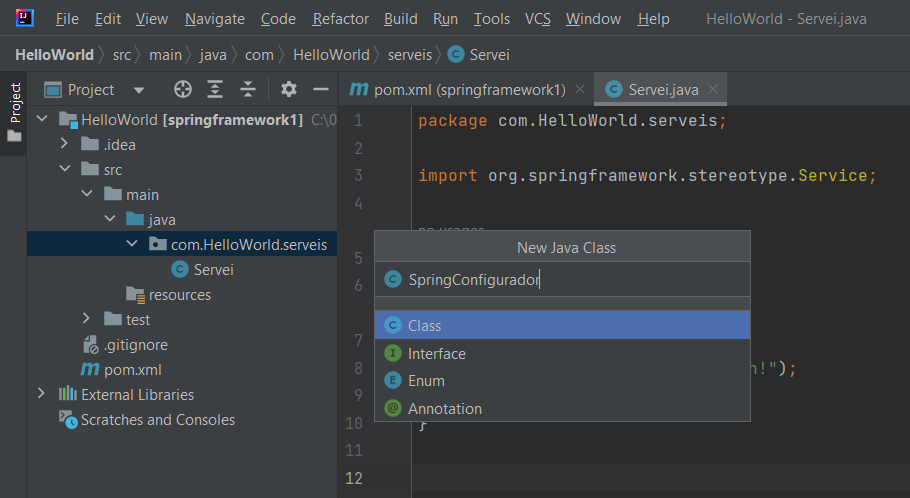 IJ File Edit View Navigate Code Refactor Build Run Tools VCS Window Help HelloWorld - Servei.java
HelloWorld src main java com HelloWorld serveis C Servei
Project
Project
m pom.xml (springframework1) C Servei.java
HelloWorld [springframework1] C:\0
.idea
src
main
java
com.HelloWorld.serveis
C Servei
resources
test
.gitignore
m pom.xml
External Libraries
Scratches and Consoles
1 package com.HelloWorld.serveis;
2
3 import org.springframework.stereotype.Service;
4
no usages
5
6
7
8 n!");
9
10 }
11
12
New Java Class
C SpringConfigurador
C Class
I Interface
E Enum
@ Annotation